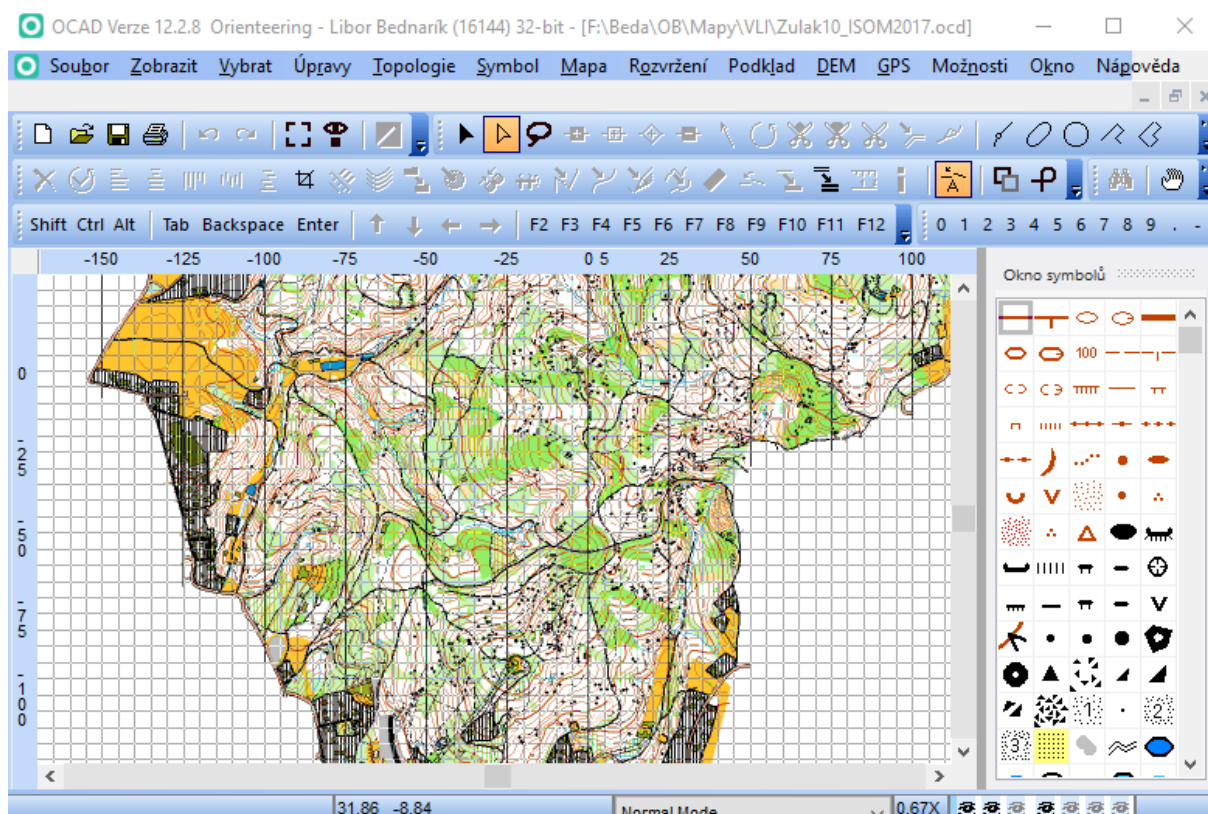 OCAD Verze 12.2.8 Orienteering - Libor Bednarík (16144) 32-bit - [F:\Beda\OB\Mapy\VLI\Zulak10_ISOM2017.ocd]
Soubor Zobrazit Vybrat Úpravy Topologie Symbol Mapa Rozvržení Podklad DEM GPS Možnosti Okno Nápověda
Shift Ctrl Alt Tab Backspace Enter F2 F3 F4 F5 F6 F7 F8 F9 F10 F11 F12 0 1 2 3 4 5 6 7 8 9 . -
-150 -125 -100 -75 -50 -25 0 5 25 50 75 100
Okno symbolů
100
0
-25
-50
-75
-100
1
2
3
31.86 -8.84 Normal Mode 0.67X